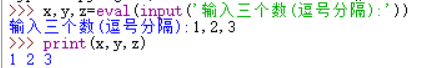 >>> x,y,z=eval(input('输入三个数(逗号分隔):'))
输入三个数(逗号分隔):1,2,3
>>> print(x,y,z)
1 2 3